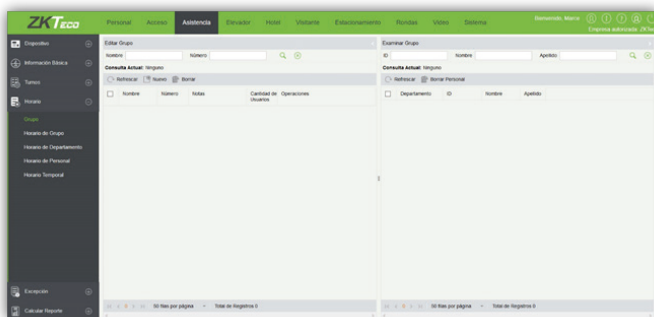 ZKTECO
Personal Acceso Asistencia Elevador Hotel Visitante Estacionamiento Rondas Video Sistema
Bienvenido, Maira
Empresa autorizada: ZKTeco
Dispositivo
Información Básica
Turnos
Horario
Grupo
Horario de Grupo
Horario de Departamento
Horario de Personal
Horario Temporal
Excepción
Calcular Reporte
Editar Grupo
Nombre Número
Consulta Actual: Ninguno
Refrescar Nuevo Borrar
Nombre Número Notas Cantidad de Usuarios Operaciones
50 filas por página Total de Registros 0
Examinar Grupo
ID Nombre Apellido
Consulta Actual: Ninguno
Refrescar Borrar Personal
Departamento ID Nombre Apellido
50 filas por página Total de Registros 0